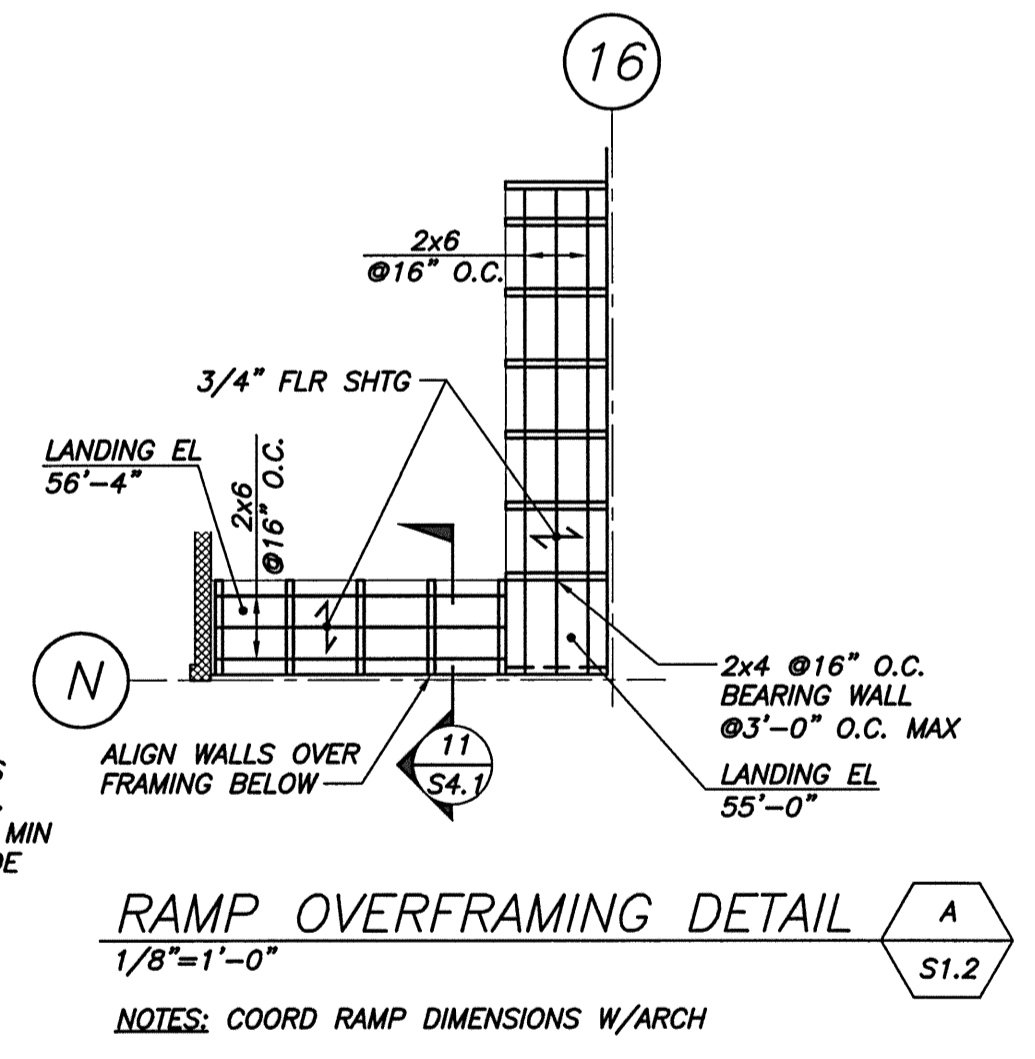 16
2x6
@16" O.C.
3/4" FLR SHTG
LANDING EL
56'-4"
2x6
@16" O.C.
N
ALIGN WALLS OVER
FRAMING BELOW
11
S4.1
2x4 @16" O.C.
BEARING WALL
@3'-0" O.C. MAX
LANDING EL
55'-0"
MIN
RAMP OVERFRAMING DETAIL
1/8"=1'-0"
A
S1.2
NOTES: COORD RAMP DIMENSIONS W/ARCH